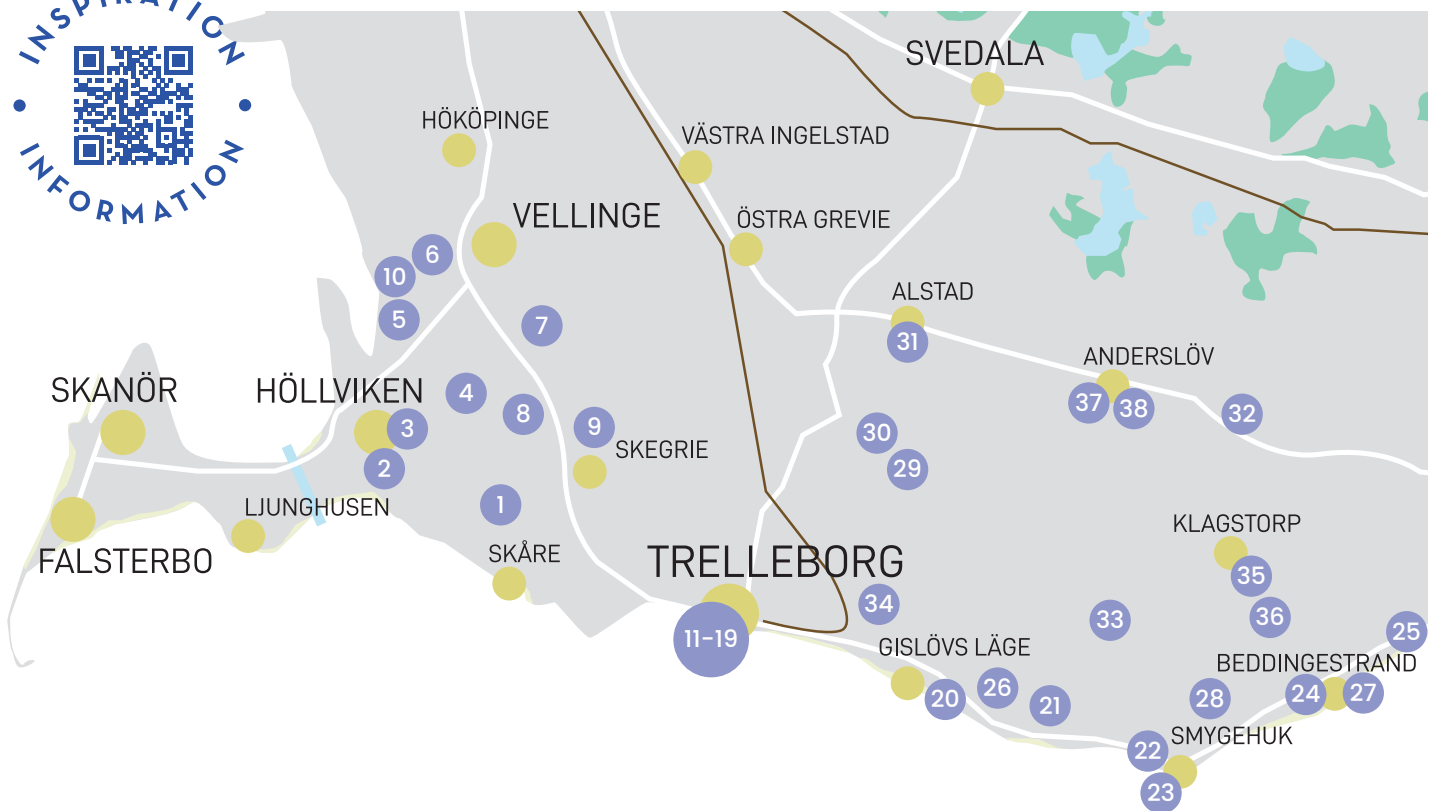 INSPIRATION
INFORMATION
SVEDALA
HÖKÖPINGE
VÄSTRA INGELSTAD
VELLINGE
ÖSTRA GREVIE
6
10
5
7
ALSTAD
31
ANDERSLÖV
37
38
32
SKANÖR
HÖLLVIKEN
4
3
8
9
30
SKEGRIE
2
29
1
LJUNGHUSEN
FALSTERBO
SKÅRE
TRELLEBORG
11-19
34
KLAGSTORP
35
33
36
25
GISLÖVS LÄGE
BEDDINGESTRAND
20
26
21
28
24
27
22
SMYGEHUK
23